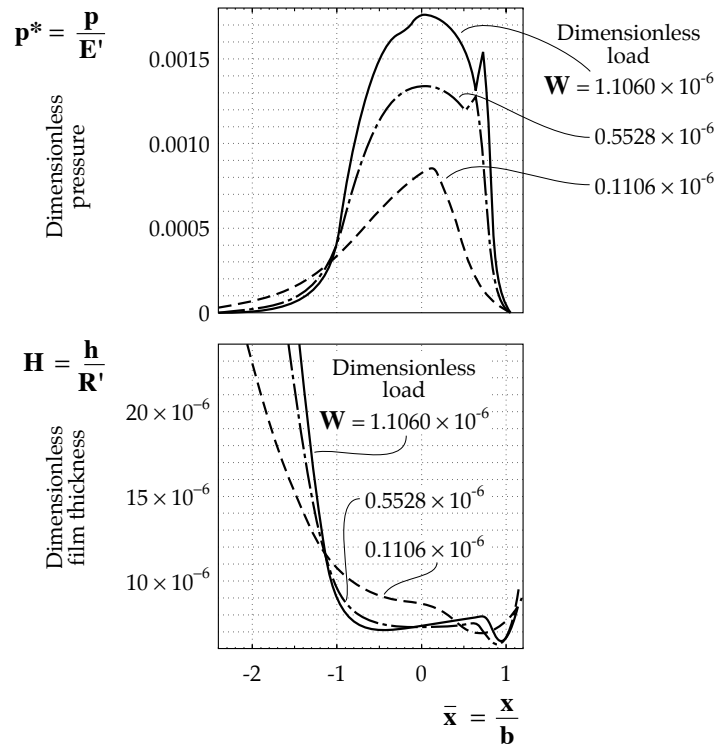 p* = p
E'
Dimensionless
pressure
0.0015
0.0010
0.0005
0
Dimensionless
load
W = 1.1060 × 10⁻⁶
0.5528 × 10⁻⁶
0.1106 × 10⁻⁶
H = h
R'
Dimensionless
film thickness
20 × 10⁻⁶
15 × 10⁻⁶
10 × 10⁻⁶
Dimensionless
load
W = 1.1060 × 10⁻⁶
0.5528 × 10⁻⁶
0.1106 × 10⁻⁶
-2 -1 0 1
x̄ = x
b